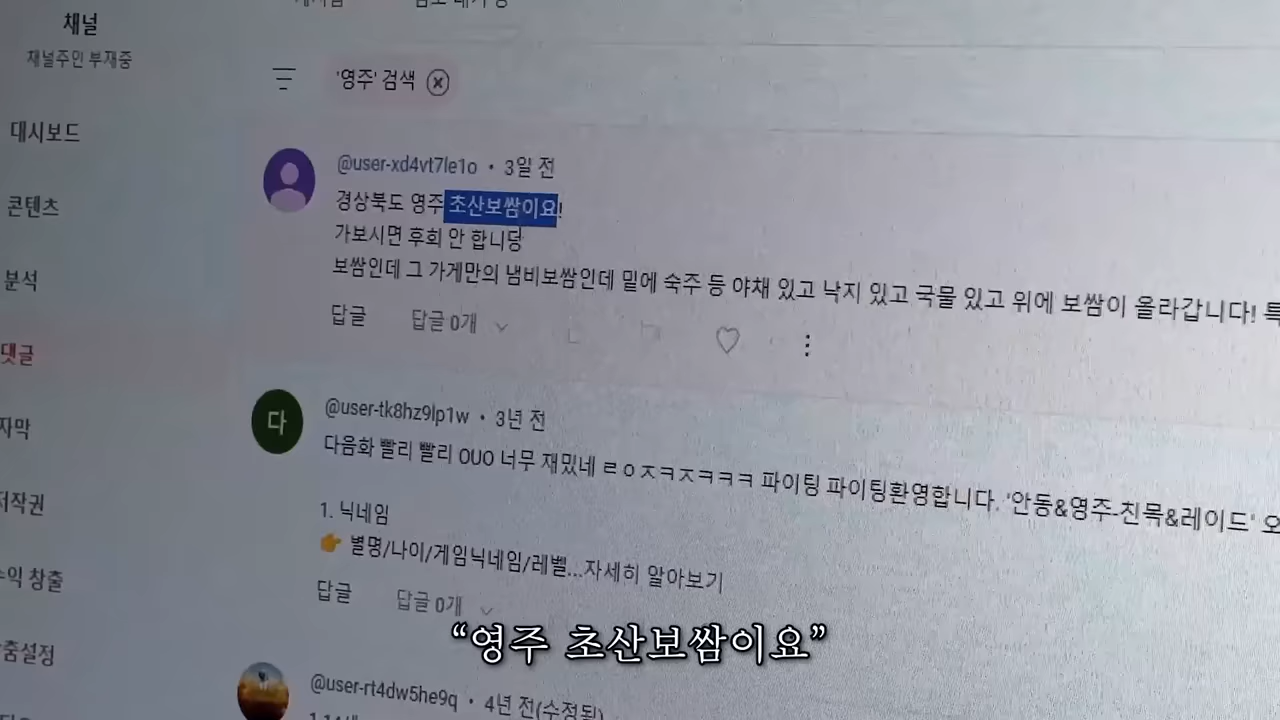 채널
채널주인 부재중
대시보드
콘텐츠
분석
댓글
자막
저작권
수익 창출
맞춤설정
'영주' 검색
@user-xd4vt7le1o • 3일 전
경상북도 영주 초산보쌈이요!
가보시면 후회 안 합니덩
보쌈인데 그 가게만의 냄비보쌈인데 밑에 숙주 등 야채 있고 낙지 있고 국물 있고 위에 보쌈이 올라갑니다! 특
답글 답글 0개
다
@user-tk8hz9lp1w • 3년 전
다음화 빨리 빨리 OUO 너무 재밌네 ㄹㅇㅈㅋㅈㅋㅋㅋ 파이팅 파이팅환영합니다. '안동&영주-친목&레이드' 오
1. 닉네임
👉 별명/나이/게임닉네임/레벨...자세히 알아보기
답글 답글 0개
@user-rt4dw5he9q • 4년 전(수정됨)
“영주 초산보쌈이요”